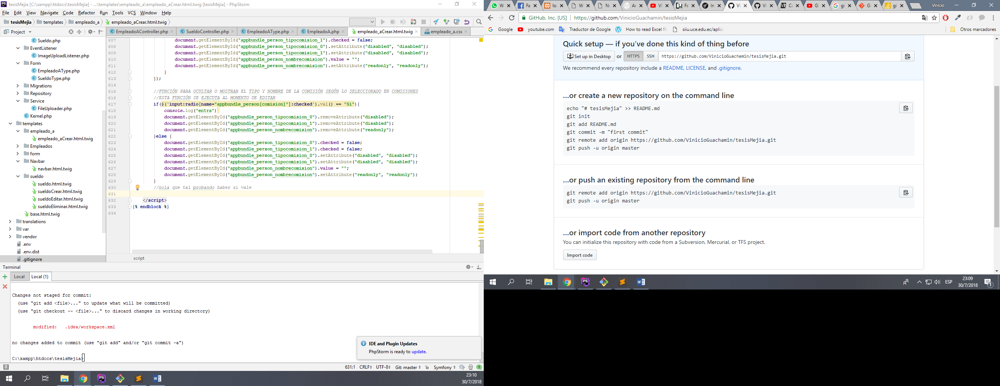 tesisMejia [C:\xampp\htdocs\tesisMejia] - ...\templates\empleado_a\empleado_aCrear.html.twig [tesisMejia] - PhpStorm
File Edit View Navigate Code Refactor Run Tools VCS Window Help
tesisMejia templates empleado_a empleado_aCrear.html.twig
Project
EmpleadoAController.php SueldoController.php EmpleadoAType.php EmpleadoA.php empleado_aCrear.html.twig empleado_a.css
Sueldo.php
EventListener
ImageUploadListener.php
Form
EmpleadoAType.php
SueldoType.php
Migrations
Repository
Service
FileUploader.php
Kernel.php
templates
empleado_a
empleado_aCrear.html.twig
Empleados
form
Navbar
navbar.html.twig
sueldo
sueldo.html.twig
sueldoCrear.html.twig
sueldoEditar.html.twig
sueldoEliminar.html.twig
base.html.twig
translations
var
vendor
.env
.env.dist
.gitignore
607 document.getElementById("appbundle_person_tipocomision_1").checked = false;
608 document.getElementById("appbundle_person_tipocomision_0").setAttribute("disabled", "disabled");
609 document.getElementById("appbundle_person_tipocomision_1").setAttribute("disabled", "disabled");
610 document.getElementById("appbundle_person_nombrecomision").value = "";
611 document.getElementById("appbundle_person_nombrecomision").setAttribute("readonly", "readonly");
612 }
613 });
614
615 //FUNCIÓN PARA OCULTAR O MOSTRAR EL TIPO Y NOMBRE DE LA COMISIÓN SEGÚN LO SELECCIONADO EN COMISIONES
616 //ESTA FUNCIÓN SE EJECUTA AL MOMENTO DE EDITAR
617 if($('input:radio[name="appbundle_person[comision]"]:checked').val() == "Si"){
618 console.log("entra")
619 document.getElementById("appbundle_person_tipocomision_0").removeAttribute("disabled");
620 document.getElementById("appbundle_person_tipocomision_1").removeAttribute("disabled");
621 document.getElementById("appbundle_person_nombrecomision").removeAttribute("readonly");
622 }else {
623 document.getElementById("appbundle_person_tipocomision_0").checked = false;
624 document.getElementById("appbundle_person_tipocomision_1").checked = false;
625 document.getElementById("appbundle_person_tipocomision_0").setAttribute("disabled", "disabled");
626 document.getElementById("appbundle_person_tipocomision_1").setAttribute("disabled", "disabled");
627 document.getElementById("appbundle_person_nombrecomision").value = "";
628 document.getElementById("appbundle_person_nombrecomision").setAttribute("readonly", "readonly");
629 }
630 //hola que tal probando haber si vale
631
632 </script>
633 {% endblock %}
634
script
Terminal
Local Local (1)
Changes not staged for commit:
(use "git add <file>..." to update what will be committed)
(use "git checkout -- <file>..." to discard changes in working directory)
modified: .idea/workspace.xml
no changes added to commit (use "git add" and/or "git commit -a")
C:\xampp\htdocs\tesisMejia>
IDE and Plugin Updates
PhpStorm is ready to update.
631:1 CRLF UTF-8 Git: master Symfony 1
23:10
30/7/2018
W Fa lo W N Ar Vi Fo In Vi Vi Co Gi gi Gi gi Vinicio
GitHub, Inc. [US] https://github.com/VinicioGuachamin/tesisMejia
Google youtube.com Traductor de Google How to read Excel fil siiu.uce.edu.ec/aplica Otros marcadores
Quick setup — if you've done this kind of thing before
Set up in Desktop or HTTPS SSH https://github.com/VinicioGuachamin/tesisMejia.git
We recommend every repository include a README, LICENSE, and .gitignore.
…or create a new repository on the command line
echo "# tesisMejia" >> README.md
git init
git add README.md
git commit -m "first commit"
git remote add origin https://github.com/VinicioGuachamin/tesisMejia.git
git push -u origin master
…or push an existing repository from the command line
git remote add origin https://github.com/VinicioGuachamin/tesisMejia.git
git push -u origin master
…or import code from another repository
You can initialize this repository with code from a Subversion, Mercurial, or TFS project.
Import code
ESP
23:09
30/7/2018
1